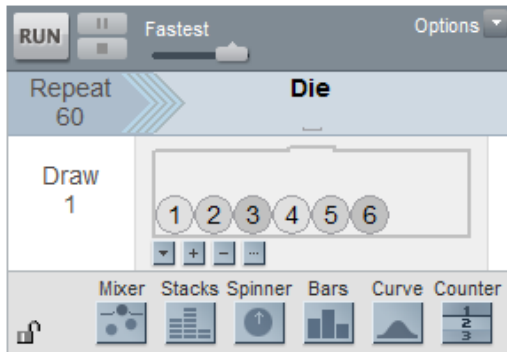 RUN Fastest Options
Repeat Die
60
Draw
1
1 2 3 4 5 6
Mixer Stacks Spinner Bars Curve Counter
1
2
3